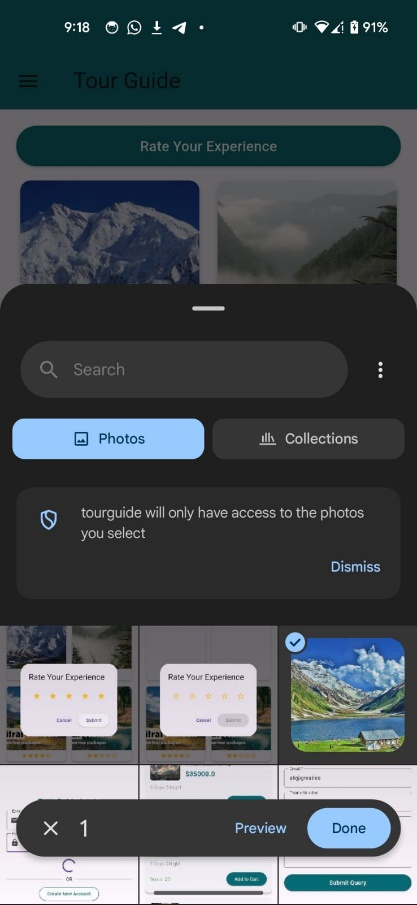 9:18
91%
Tour Guide
Rate Your Experience
Search
Photos
Collections
tourguide will only have access to the photos
you select
Dismiss
Rate Your Experience
Cancel
Submit
Rate Your Experience
Cancel
Submit
$35000.0
1
Preview
Done
OR
Create New Account
Add to Cart
Submit Query